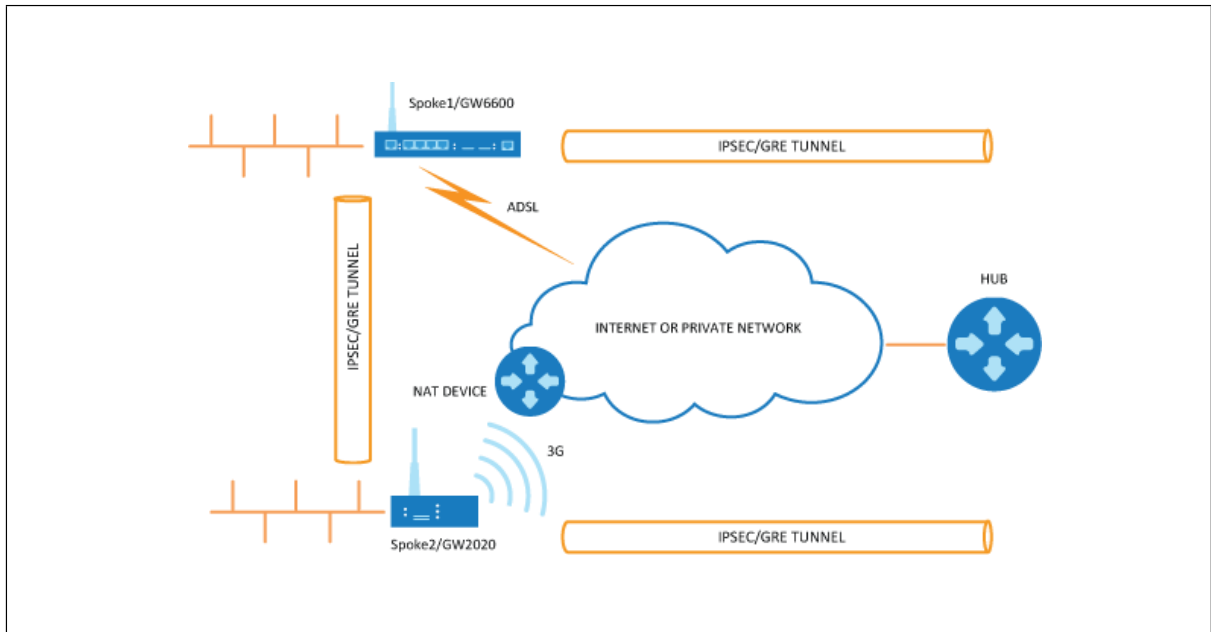 Spoke1/GW6600
IPSEC/GRE TUNNEL
ADSL
IPSEC/GRE TUNNEL
HUB
INTERNET OR PRIVATE NETWORK
NAT DEVICE
3G
IPSEC/GRE TUNNEL
Spoke2/GW2020